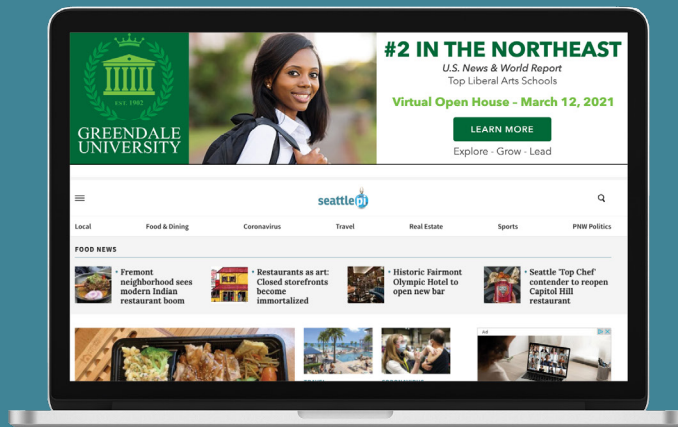 EST. 1902
GREENDALE
UNIVERSITY
#2 IN THE NORTHEAST
U.S. News & World Report
Top Liberal Arts Schools
Virtual Open House – March 12, 2021
LEARN MORE
Explore - Grow - Lead
seattlepi
Local Food & Dining Coronavirus Travel Real Estate Sports PNW Politics
FOOD NEWS
Fremont
neighborhood sees
modern Indian
restaurant boom
Restaurants as art:
Closed storefronts
become
immortalized
Historic Fairmont
Olympic Hotel to
open new bar
Seattle 'Top Chef'
contender to reopen
Capitol Hill
restaurant
Ad